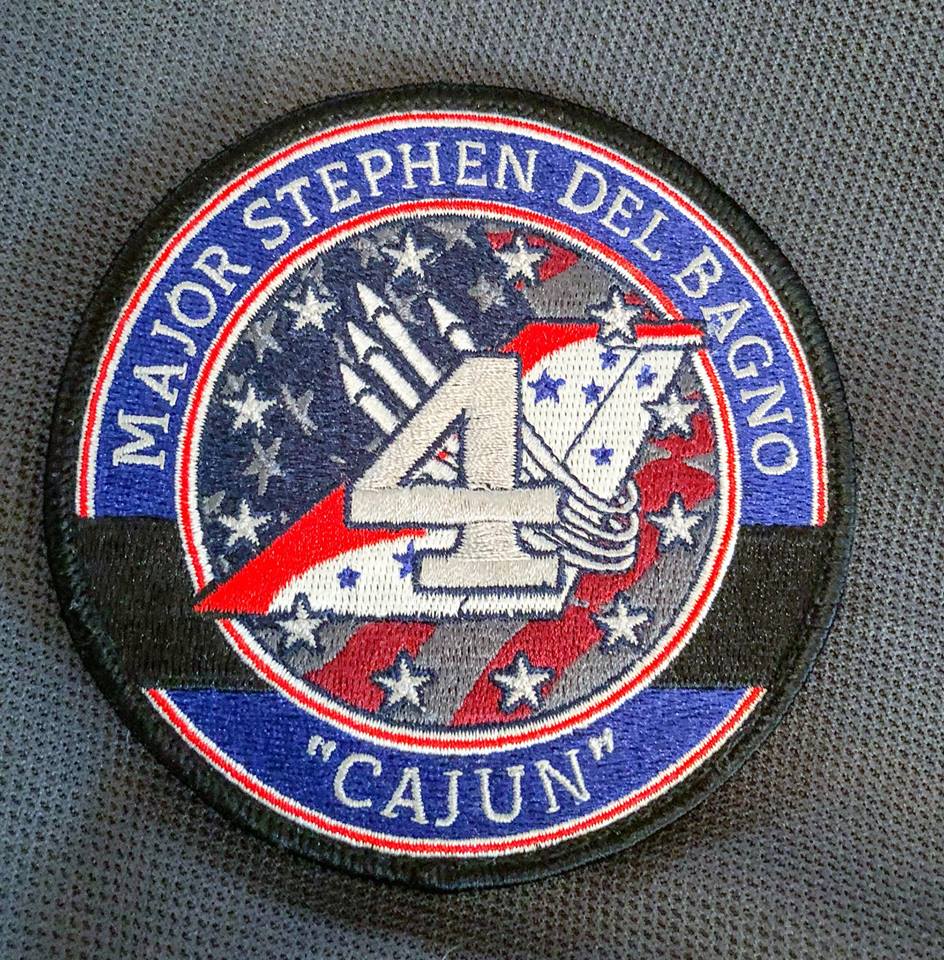 MAJOR STEPHEN DEL BAGNO
4
"CAJUN"